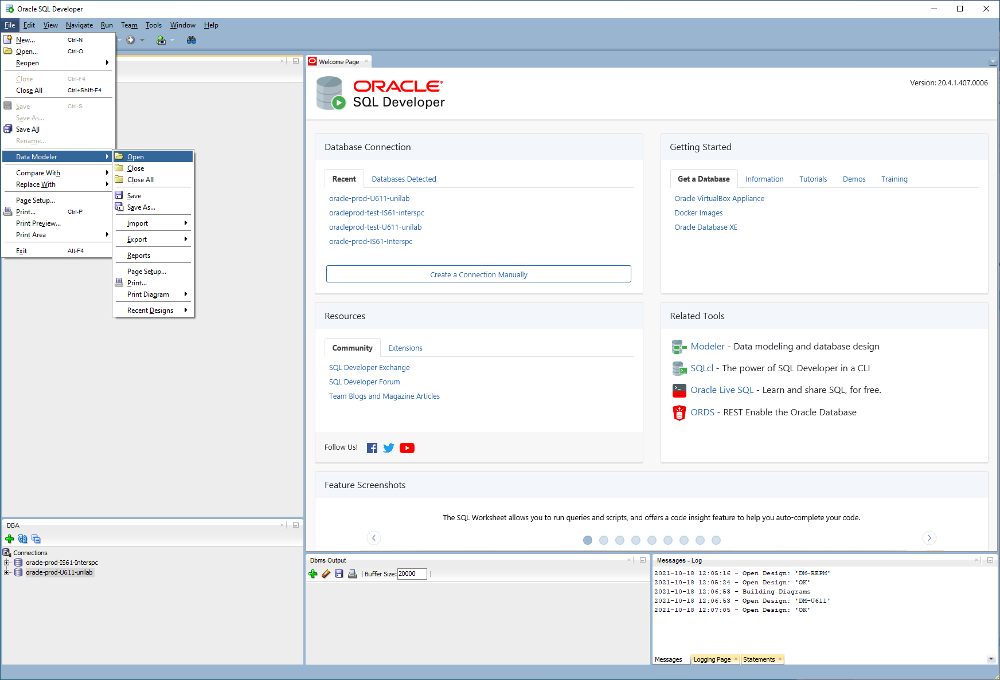 Oracle SQL Developer
File Edit View Navigate Run Team Tools Window Help
New... Ctrl-N
Open... Ctrl-O
Reopen
Close Ctrl-F4
Close All Ctrl+Shift-F4
Save Ctrl-S
Save As...
Save All
Rename...
Data Modeler
Compare With
Replace With
Page Setup...
Print... Ctrl-P
Print Preview...
Print Area
Exit Alt-F4
Open
Close
Close All
Save
Save As...
Import
Export
Reports
Page Setup...
Print...
Print Diagram
Recent Designs
Welcome Page
ORACLE
SQL Developer
Version: 20.4.1.407.0006
Database Connection
Recent Databases Detected
oracle-prod-U611-unilab
oracleprod-test-IS61-interspc
oracleprod-test-U611-unilab
oracle-prod-IS61-Interspc
Create a Connection Manually
Getting Started
Get a Database Information Tutorials Demos Training
Oracle VirtualBox Appliance
Docker Images
Oracle Database XE
Resources
Community Extensions
SQL Developer Exchange
SQL Developer Forum
Team Blogs and Magazine Articles
Follow Us!
Related Tools
Modeler - Data modeling and database design
SQLcl - The power of SQL Developer in a CLI
Oracle Live SQL - Learn and share SQL, for free.
ORDS - REST Enable the Oracle Database
Feature Screenshots
The SQL Worksheet allows you to run queries and scripts, and offers a code insight feature to help you auto-complete your code.
DBA
Connections
oracle-prod-IS61-Interspc
oracle-prod-U611-unilab
Dbms Output
Buffer Size: 20000
Messages - Log
2021-10-18 12:05:16 - Open Design: 'DM-REPM'
2021-10-18 12:05:24 - Open Design: 'OK'
2021-10-18 12:06:53 - Building Diagrams
2021-10-18 12:06:53 - Open Design: 'DM-U611'
2021-10-18 12:07:05 - Open Design: 'OK'
Messages Logging Page Statements